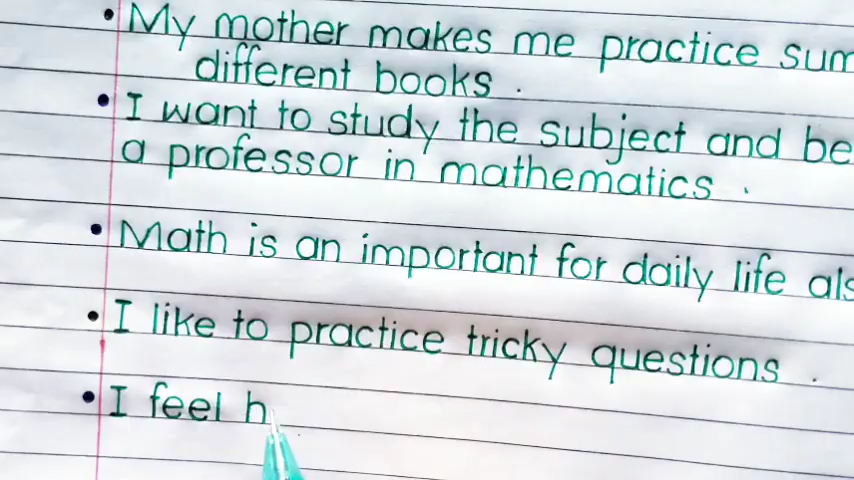 • My mother makes me practice sum
different books .
• I want to study the subject and be
a professor in mathematics .
• Math is an important for daily life als
• I like to practice tricky questions .
• I feel h